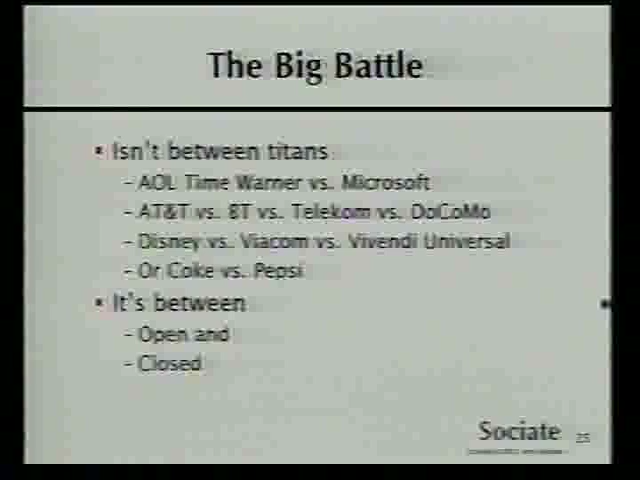 The Big Battle
• Isn't between titans
– AOL Time Warner vs. Microsoft
– AT&T vs. BT vs. Telekom vs. DoCoMo
– Disney vs. Viacom vs. Vivendi Universal
– Or Coke vs. Pepsi
• It's between
– Open and
– Closed
Sociate 25